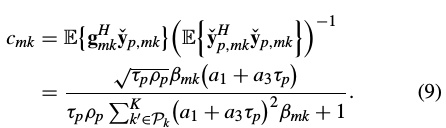 c_{mk} = \mathbb{E}\{\mathbf{g}_{mk}^{H} \check{\mathbf{y}}_{p,mk}\} \left( \mathbb{E}\left\{ \check{\mathbf{y}}_{p,mk}^{H} \check{\mathbf{y}}_{p,mk} \right\} \right)^{-1}
= \frac{\sqrt{\tau_p \rho_p} \beta_{mk} (a_1 + a_3 \tau_p)}{\tau_p \rho_p \sum_{k' \in \mathcal{P}_k}^{K} (a_1 + a_3 \tau_p)^2 \beta_{mk} + 1}. (9)